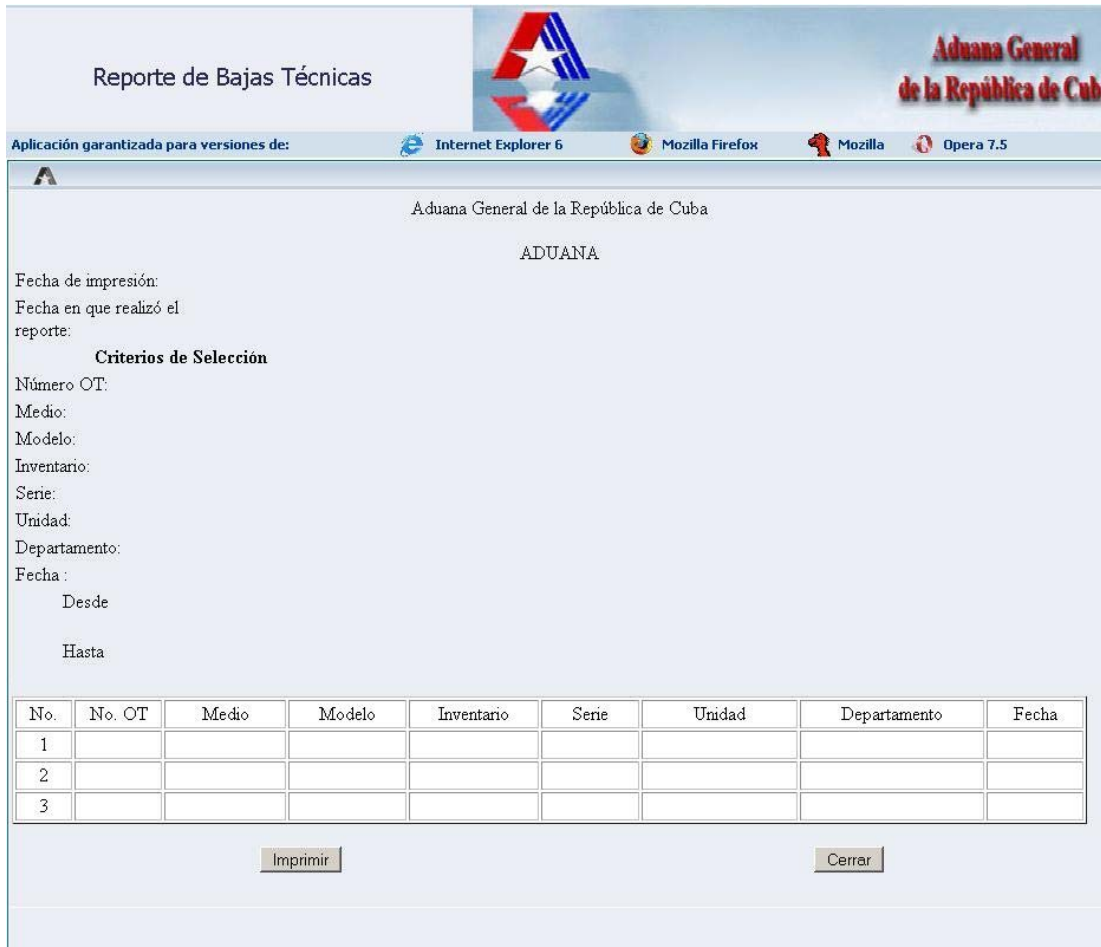 Reporte de Bajas Técnicas
Aduana General
de la República de Cub
Aplicación garantizada para versiones de: Internet Explorer 6 Mozilla Firefox Mozilla Opera 7.5
Aduana General de la República de Cuba
ADUANA
Fecha de impresión:
Fecha en que realizó el
reporte:
Criterios de Selección
Número OT:
Medio:
Modelo:
Inventario:
Serie:
Unidad:
Departamento:
Fecha :
Desde
Hasta
No. No. OT Medio Modelo Inventario Serie Unidad Departamento Fecha
1
2
3
Imprimir Cerrar